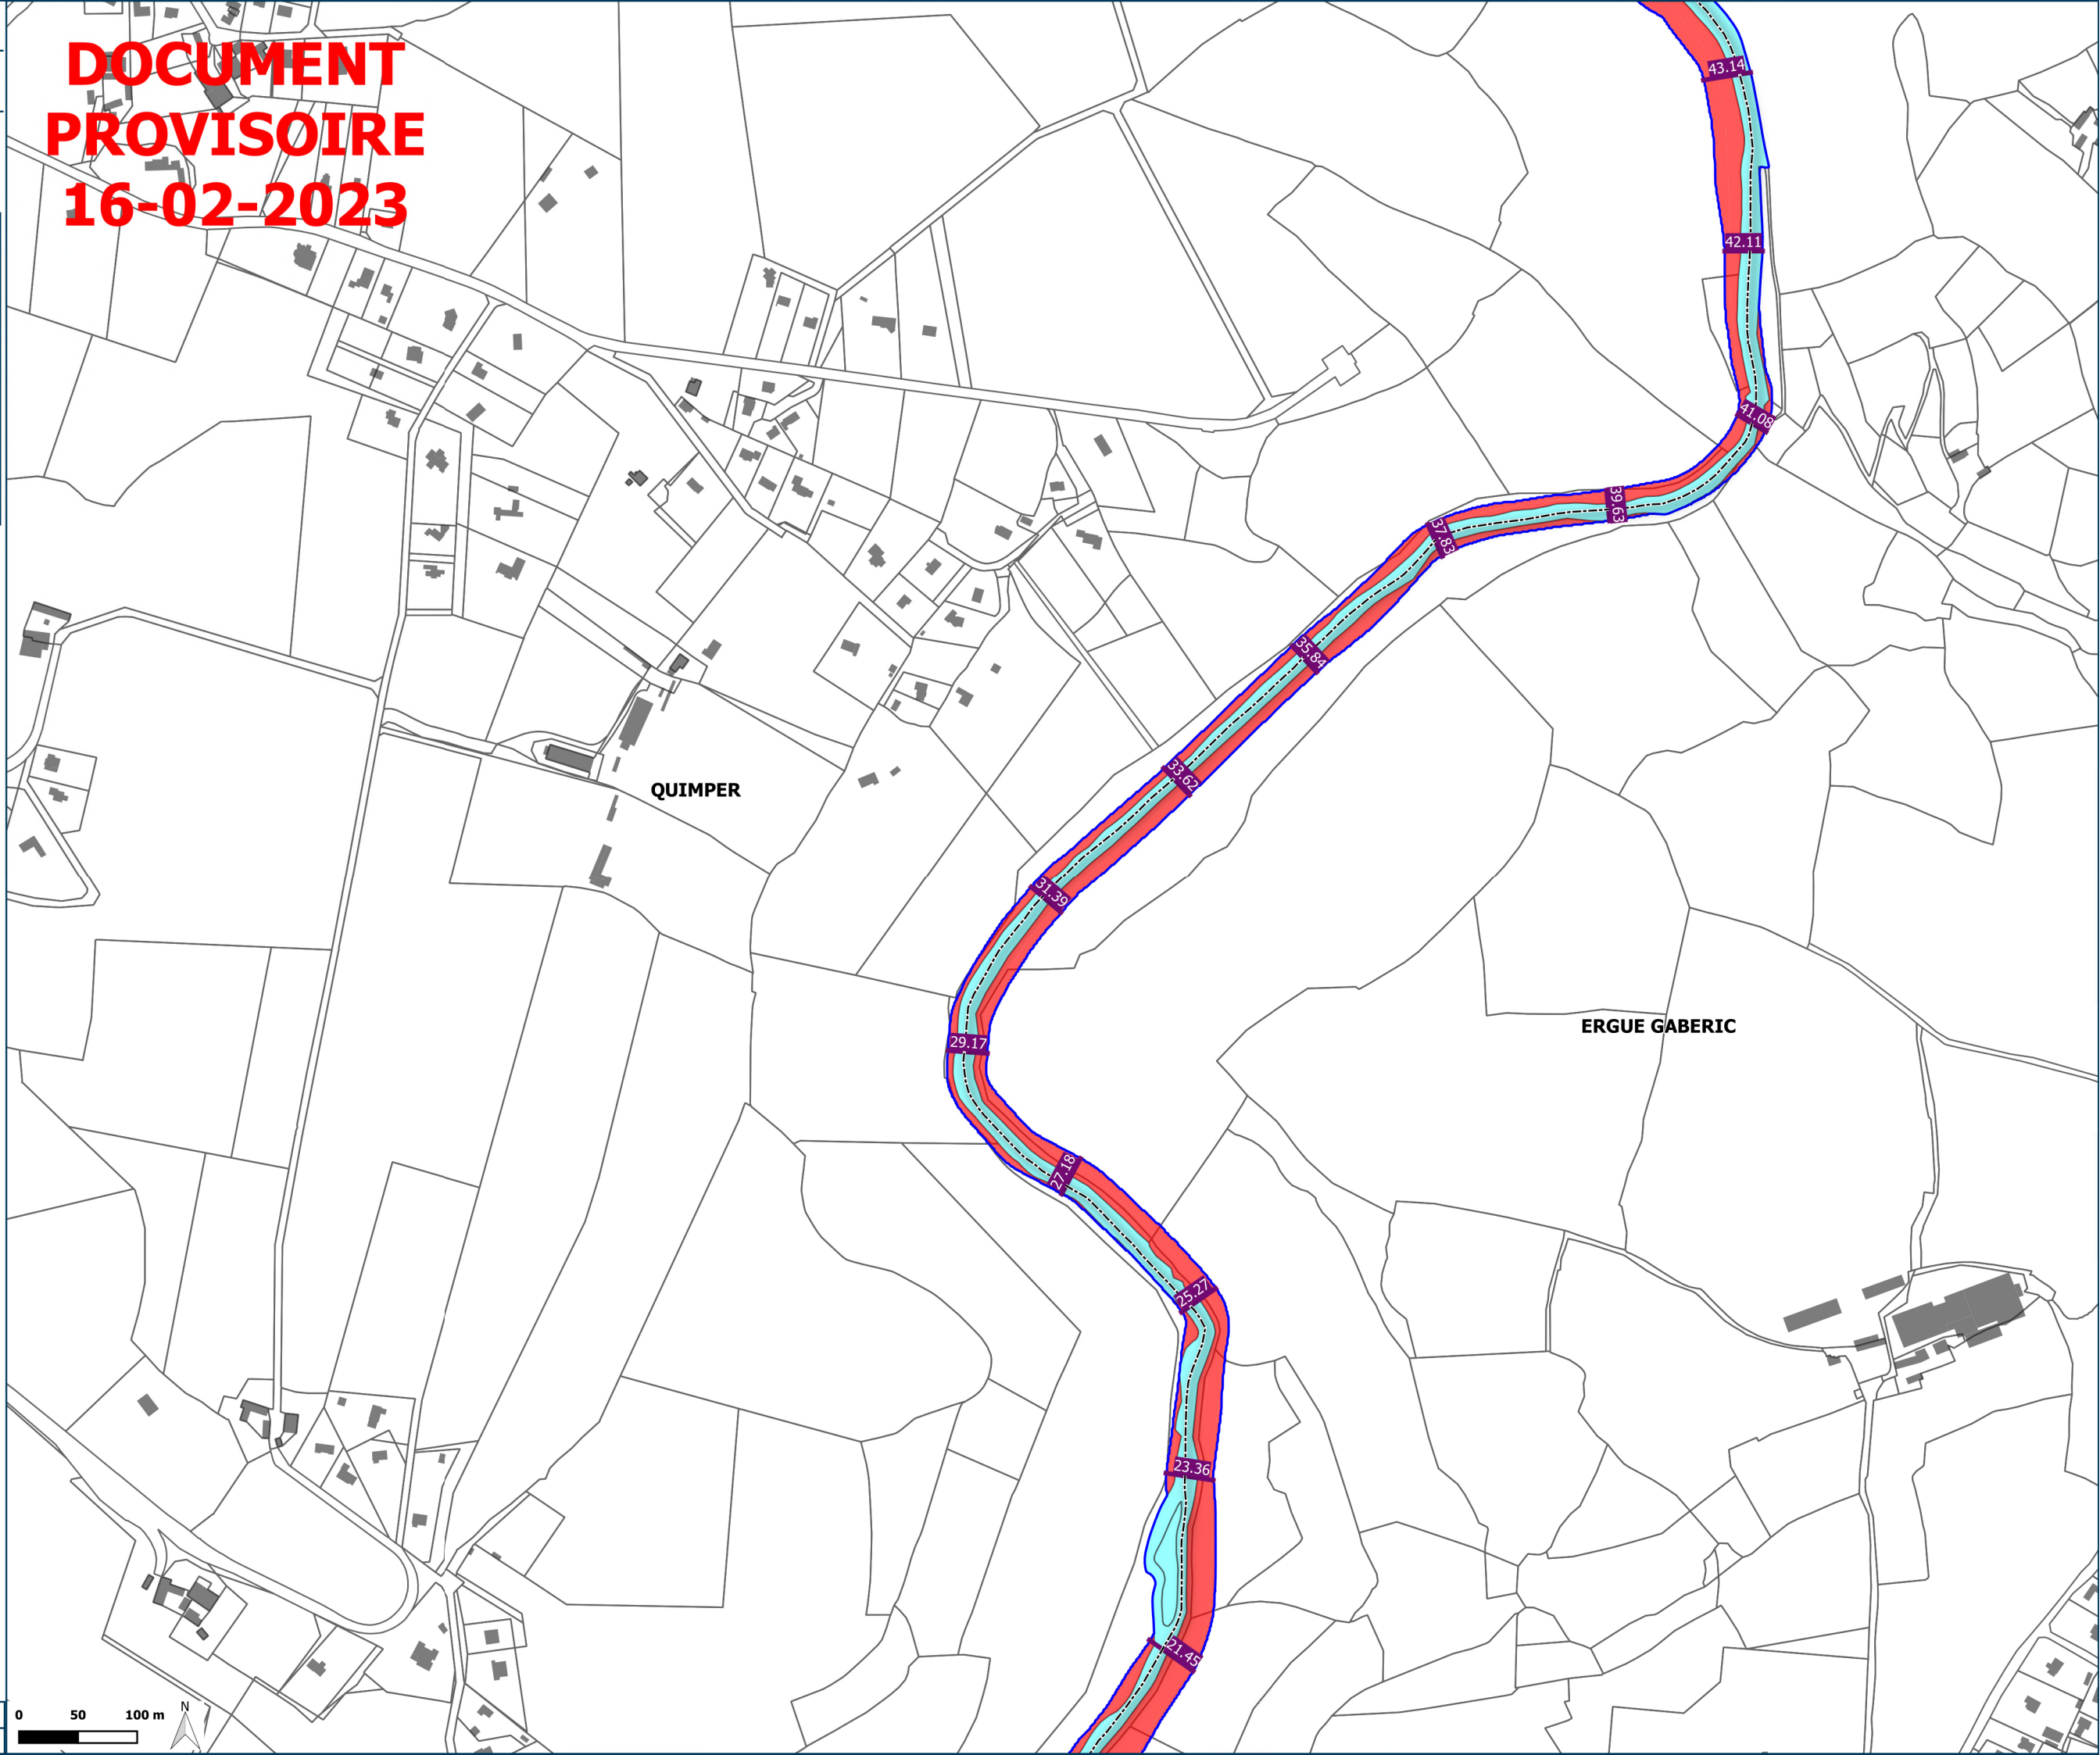 DOCUMENT
PROVISOIRE
16-02-2023
43.14
42.11
41.08
39.63
37.83
35.84
33.62
QUIMPER
31.39
ERGUE GABERIC
29.17
27.18
25.27
23.36
21.45
N
0 50 100 m